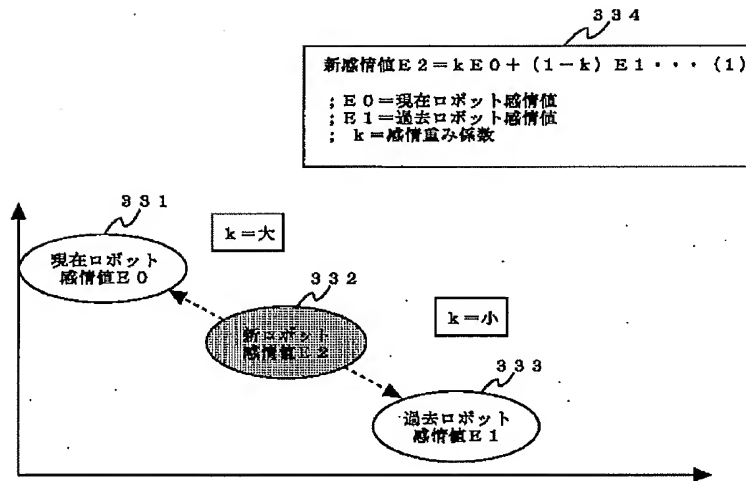 ３３４
新感情値Ｅ２＝ｋＥ０＋（１－ｋ）Ｅ１・・・（１）
；Ｅ０＝現在ロボット感情値
；Ｅ１＝過去ロボット感情値
；　ｋ＝感情重み係数
３３１
ｋ＝大
現在ロボット
感情値Ｅ０
３３２
ｋ＝小
新ロボット
感情値Ｅ２
３３３
過去ロボット
感情値Ｅ１